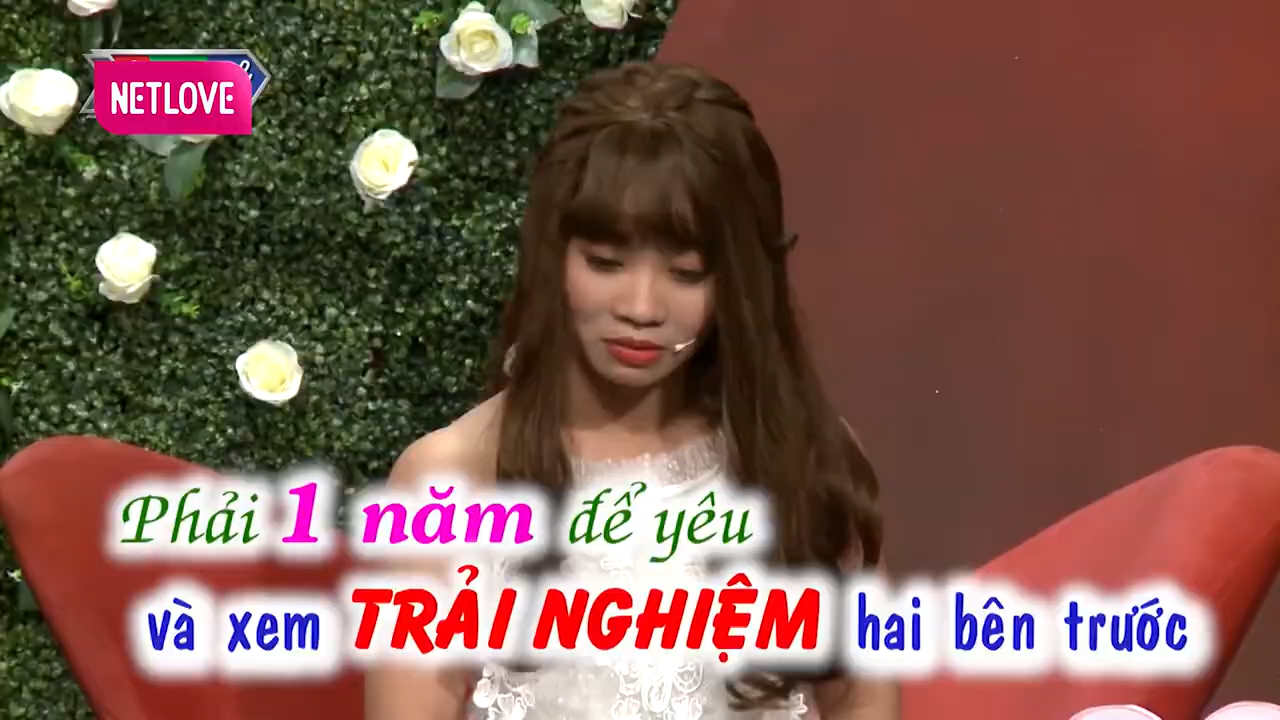 NETLOVE
Phải 1 năm để yêu
và xem TRẢI NGHIỆM hai bên trước